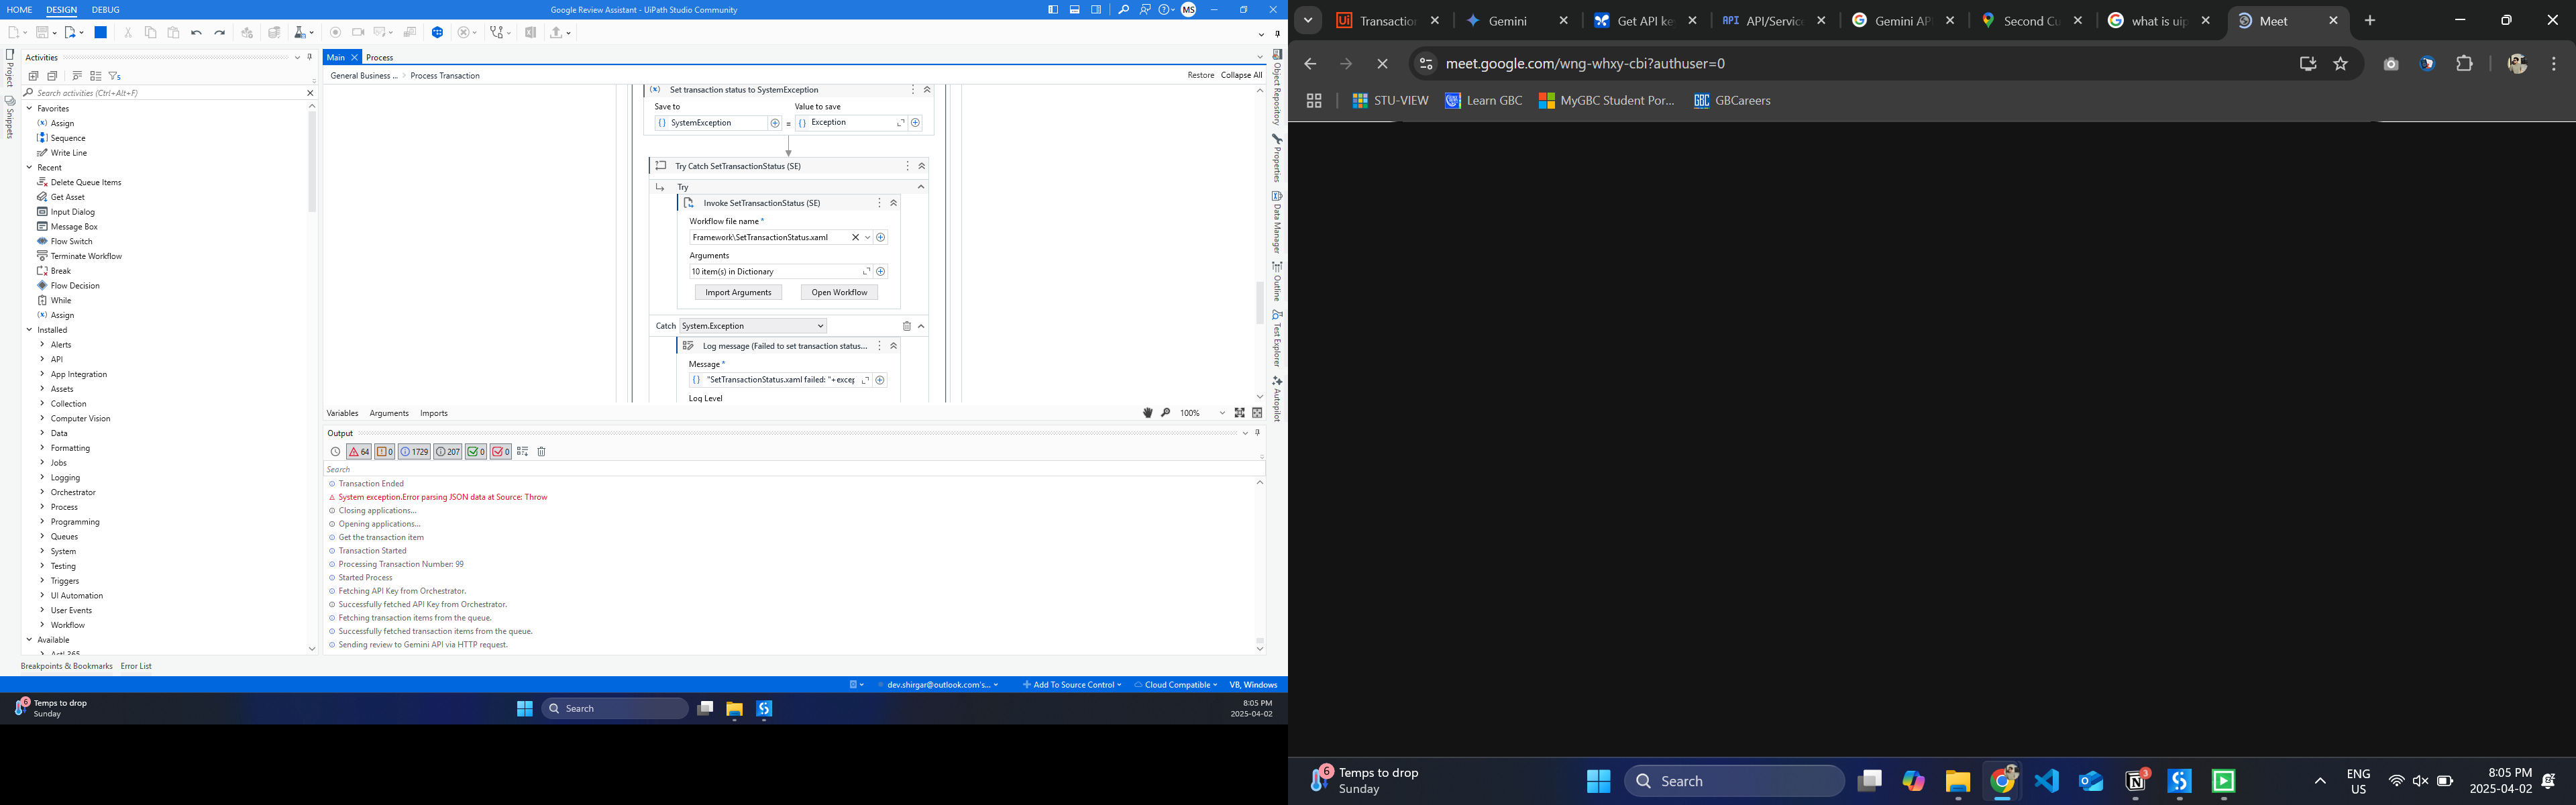 HOME DESIGN DEBUG
Google Review Assistant - UiPath Studio Community
MS
Project
Snippets
Activities
Search activities (Ctrl+Alt+F)
Favorites
Assign
Sequence
Write Line
Recent
Delete Queue Items
Get Asset
Input Dialog
Message Box
Flow Switch
Terminate Workflow
Break
Flow Decision
While
Assign
Installed
Alerts
API
App Integration
Assets
Collection
Computer Vision
Data
Formatting
Jobs
Logging
Orchestrator
Process
Programming
Queues
System
Testing
Triggers
UI Automation
User Events
Workflow
Available
Breakpoints & Bookmarks Error List
Main Process
General Business ... > Process Transaction
Restore Collapse All
Set transaction status to SystemException
Save to Value to save
SystemException = Exception
Try Catch SetTransactionStatus (SE)
Try
Invoke SetTransactionStatus (SE)
Workflow file name *
Framework\SetTransactionStatus.xaml
Arguments
10 item(s) in Dictionary
Import Arguments Open Workflow
Catch System.Exception
Log message (Failed to set transaction status...
Message *
"SetTransactionStatus.xaml failed: "+excep
Log Level
Variables Arguments Imports
100%
Output
64 0 1729 207 0 0
Search
Transaction Ended
System exception.Error parsing JSON data at Source: Throw
Closing applications...
Opening applications...
Get the transaction item
Transaction Started
Processing Transaction Number: 99
Started Process
Fetching API Key from Orchestrator.
Successfully fetched API Key from Orchestrator.
Fetching transaction items from the queue.
Successfully fetched transaction items from the queue.
Sending review to Gemini API via HTTP request.
Object Repository
Properties
Data Manager
Outline
Test Explorer
Autopilot
dev.shirgar@outlook.com's... Add To Source Control Cloud Compatible VB, Windows
6
Temps to drop
Sunday
Search
8:05 PM
2025-04-02
Transaction
Gemini
Get API ke
API/Service
Gemini AP
Second Cu
what is uip
Meet
meet.google.com/wng-whxy-cbi?authuser=0
STU-VIEW Learn GBC MyGBC Student Por... GBCareers
6
Temps to drop
Sunday
Search
3
ENG
US
8:05 PM
2025-04-02